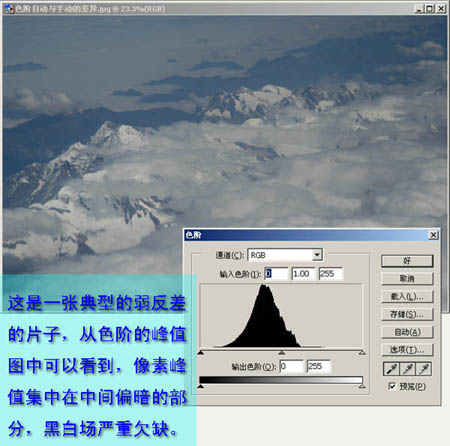 色阶自动与手动的差异.jpg @ 23.3%(RGB)
色阶
通道(C): RGB
好
输入色阶(I): 0 1.00 255
取消
载入(L)...
存储(S)...
自动(A)
选项(T)...
输出色阶(O): 0 255
预览(P)
这是一张典型的弱反差
的片子，从色阶的峰值
图中可以看到，像素峰
值集中在中间偏暗的部
分，黑白场严重欠缺。